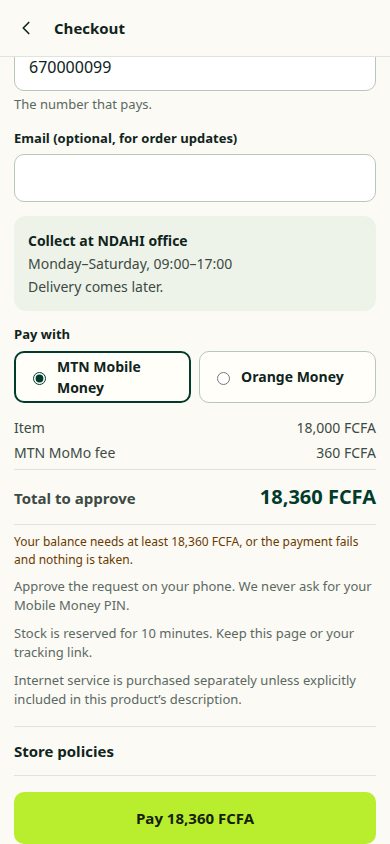 Checkout
670000099
The number that pays.
Email (optional, for order updates)
Collect at NDAHI office
Monday–Saturday, 09:00–17:00
Delivery comes later.
Pay with
MTN Mobile
Money
Orange Money
Item 18,000 FCFA
MTN MoMo fee 360 FCFA
Total to approve 18,360 FCFA
Your balance needs at least 18,360 FCFA, or the payment fails
and nothing is taken.
Approve the request on your phone. We never ask for your
Mobile Money PIN.
Stock is reserved for 10 minutes. Keep this page or your
tracking link.
Internet service is purchased separately unless explicitly
included in this product’s description.
Store policies
Pay 18,360 FCFA